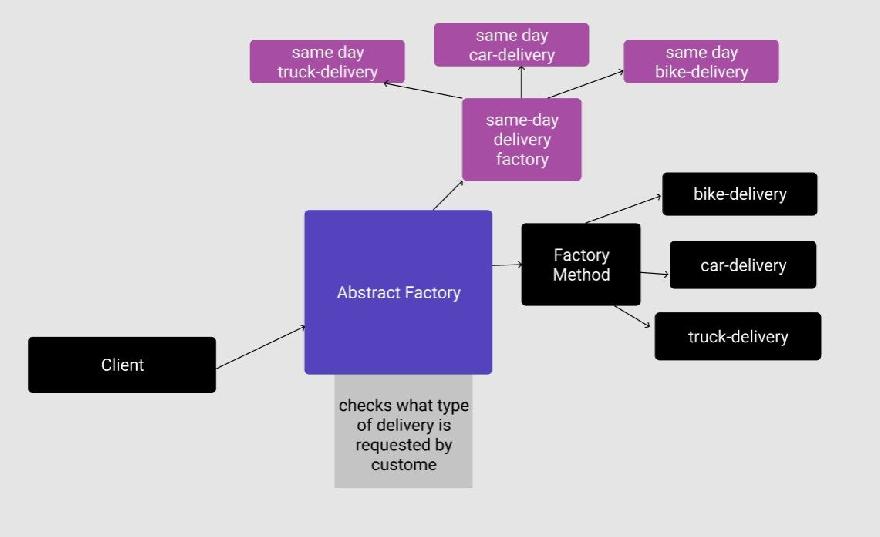 same day
truck-delivery
same day
car-delivery
same day
bike-delivery
same-day
delivery
factory
bike-delivery
Factory
Method
car-delivery
Abstract Factory
truck-delivery
Client
checks what type
of delivery is
requested by
custome